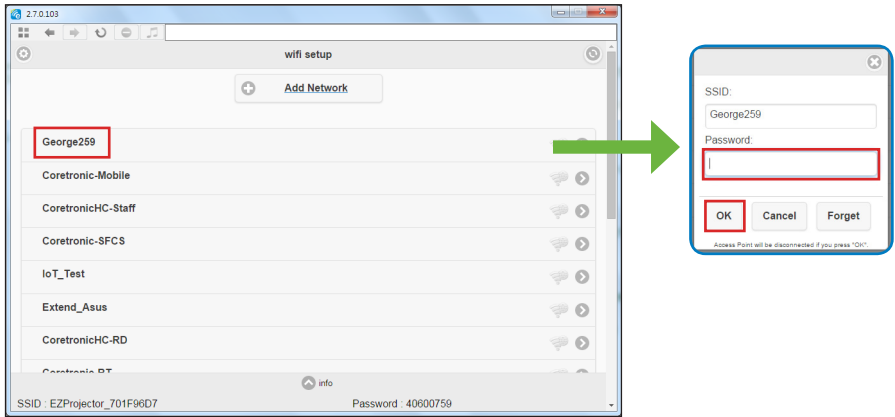 2.7.0.103
wifi setup
Add Network
George259
Coretronic-Mobile
CoretronicHC-Staff
Coretronic-SFCS
IoT_Test
Extend_Asus
CoretronicHC-RD
Coretronic-RT
info
SSID : EZProjector_701F96D7 Password : 40600759
SSID:
George259
Password:
OK Cancel Forget
Access Point will be disconnected if you press "OK".